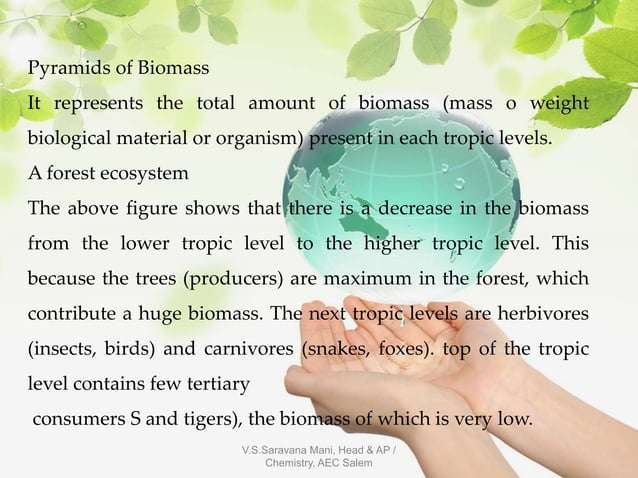 Pyramids of Biomass
It represents the total amount of biomass (mass o weight
biological material or organism) present in each tropic levels.
A forest ecosystem
The above figure shows that there is a decrease in the biomass
from the lower tropic level to the higher tropic level. This
because the trees (producers) are maximum in the forest, which
contribute a huge biomass. The next tropic levels are herbivores
(insects, birds) and carnivores (snakes, foxes). top of the tropic
level contains few tertiary
consumers S and tigers), the biomass of which is very low.
V.S.Saravana Mani, Head & AP /
Chemistry, AEC Salem